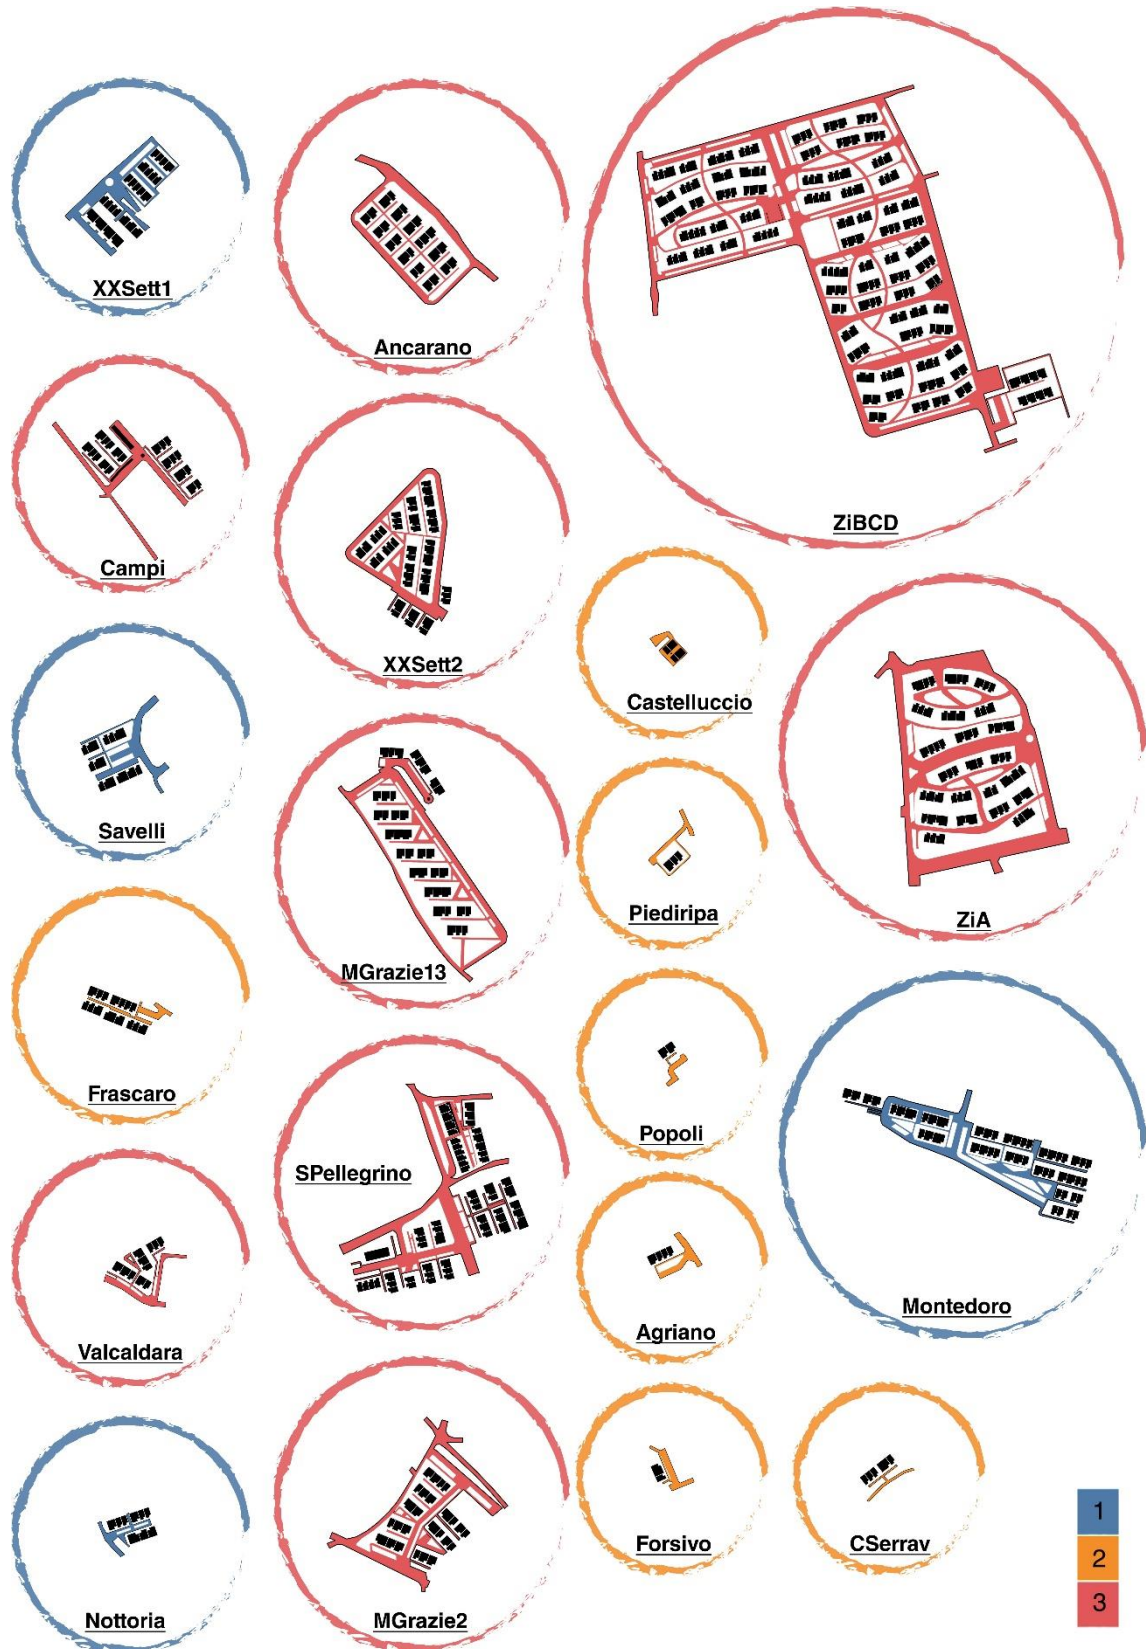 XXSett1
Ancarano
ZiBCD
Campi
XXSett2
Castelluccio
Savelli
Piediripa
ZiA
MGrazie13
Frascaro
Popoli
SPellegrino
Montedoro
Valcaldara
Agriano
Forsivo
CSerrav
Nottoria
MGrazie2
1
2
3